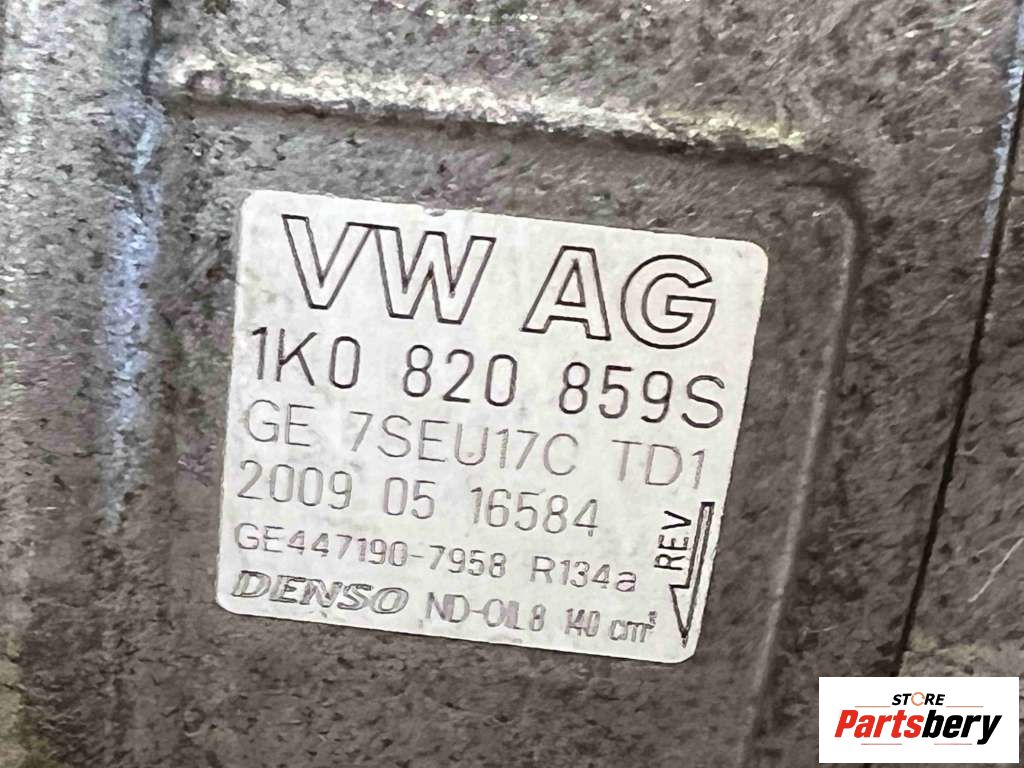 VW AG
1K0 820 859S
GE 7SEU17C TD1
2009 05 16584
GE447190-7958 R134a
REV
DENSO ND-OIL8 140 cm³
STORE
Partsbery